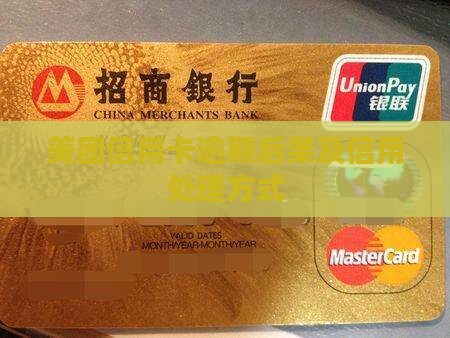 招商銀行
CHINA MERCHANTS BANK
UnionPay
银联
美团信用卡逾期后果及信用
处理方式
VALID DATES
MONTH/YEAR-MONTH/YEAR
MasterCard